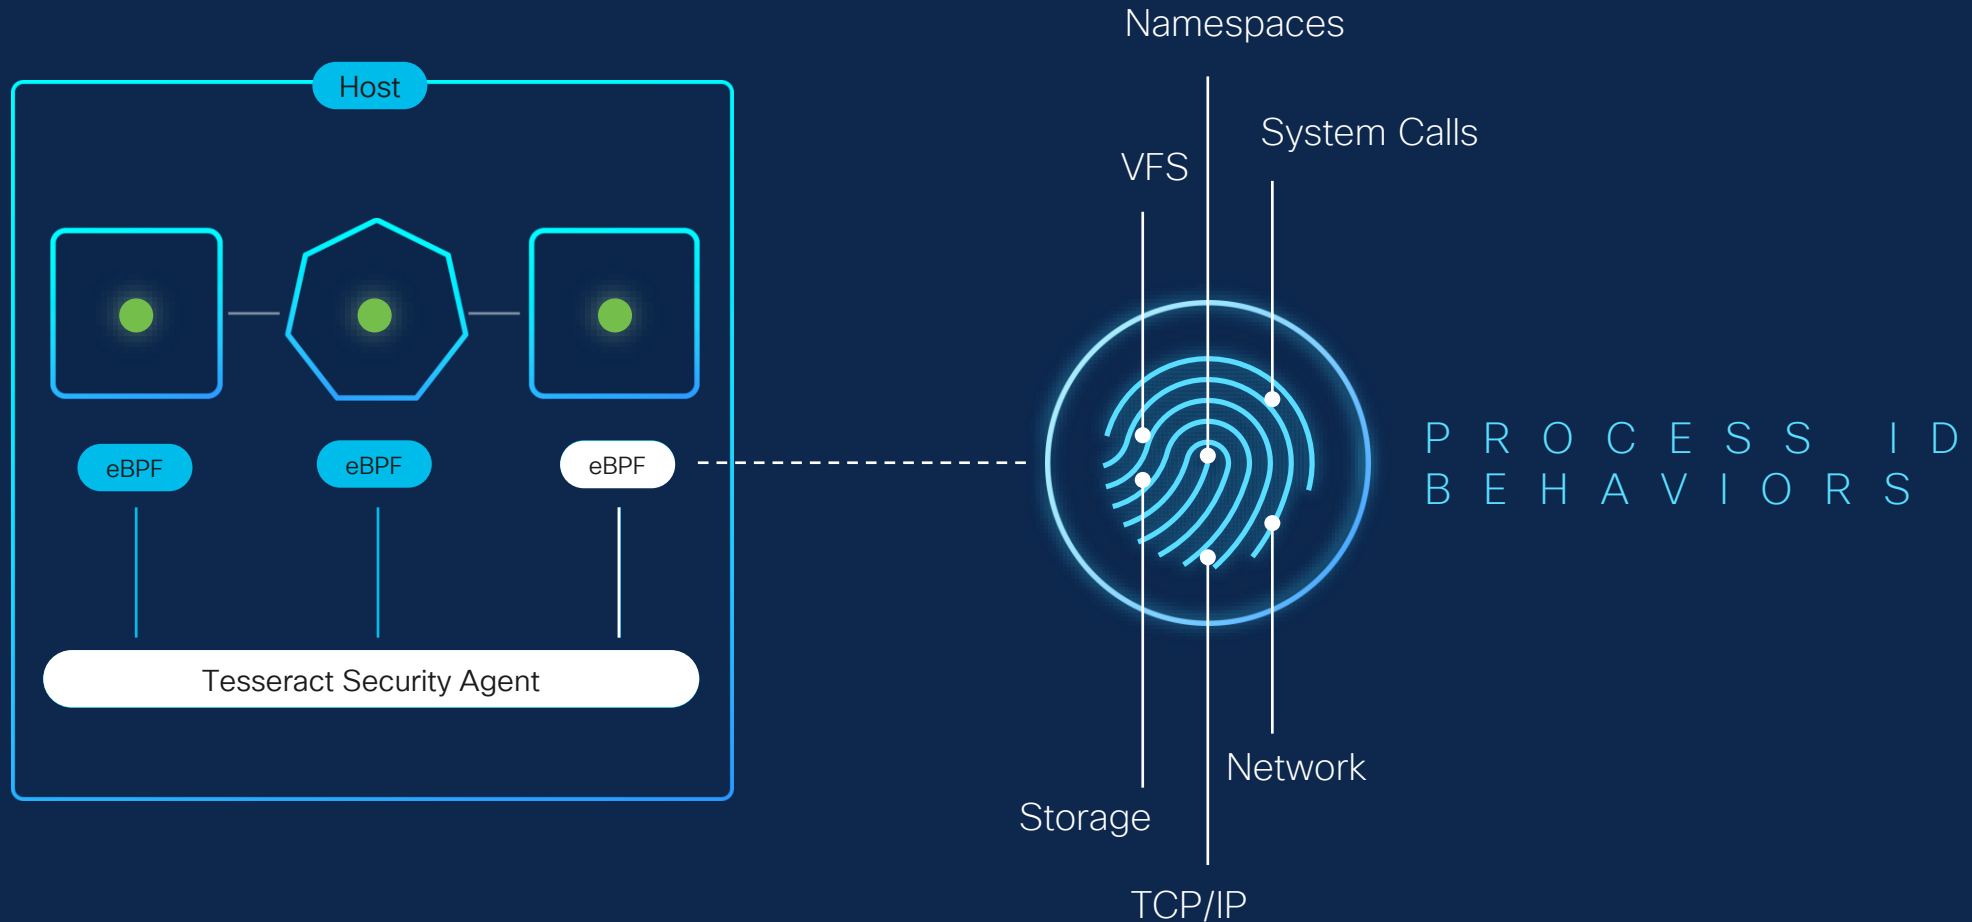 Host
eBPF
eBPF
eBPF
Tesseract Security Agent
Namespaces
System Calls
VFS
PROCESS ID
BEHAVIORS
Network
Storage
TCP/IP